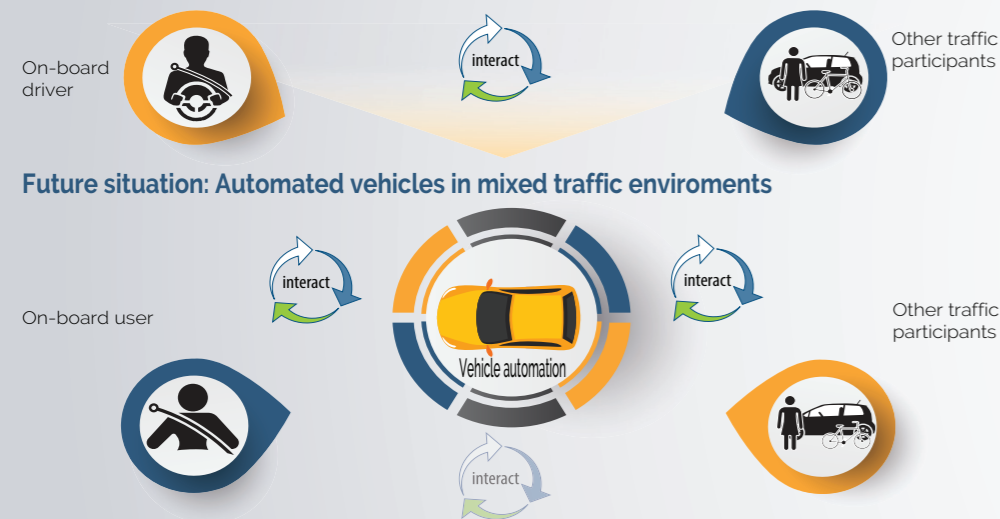 On-board
driver
interact
Other traffic
participants
Future situation: Automated vehicles in mixed traffic enviroments
interact
interact
On-board user
Other traffic
participants
Vehicle automation
interact